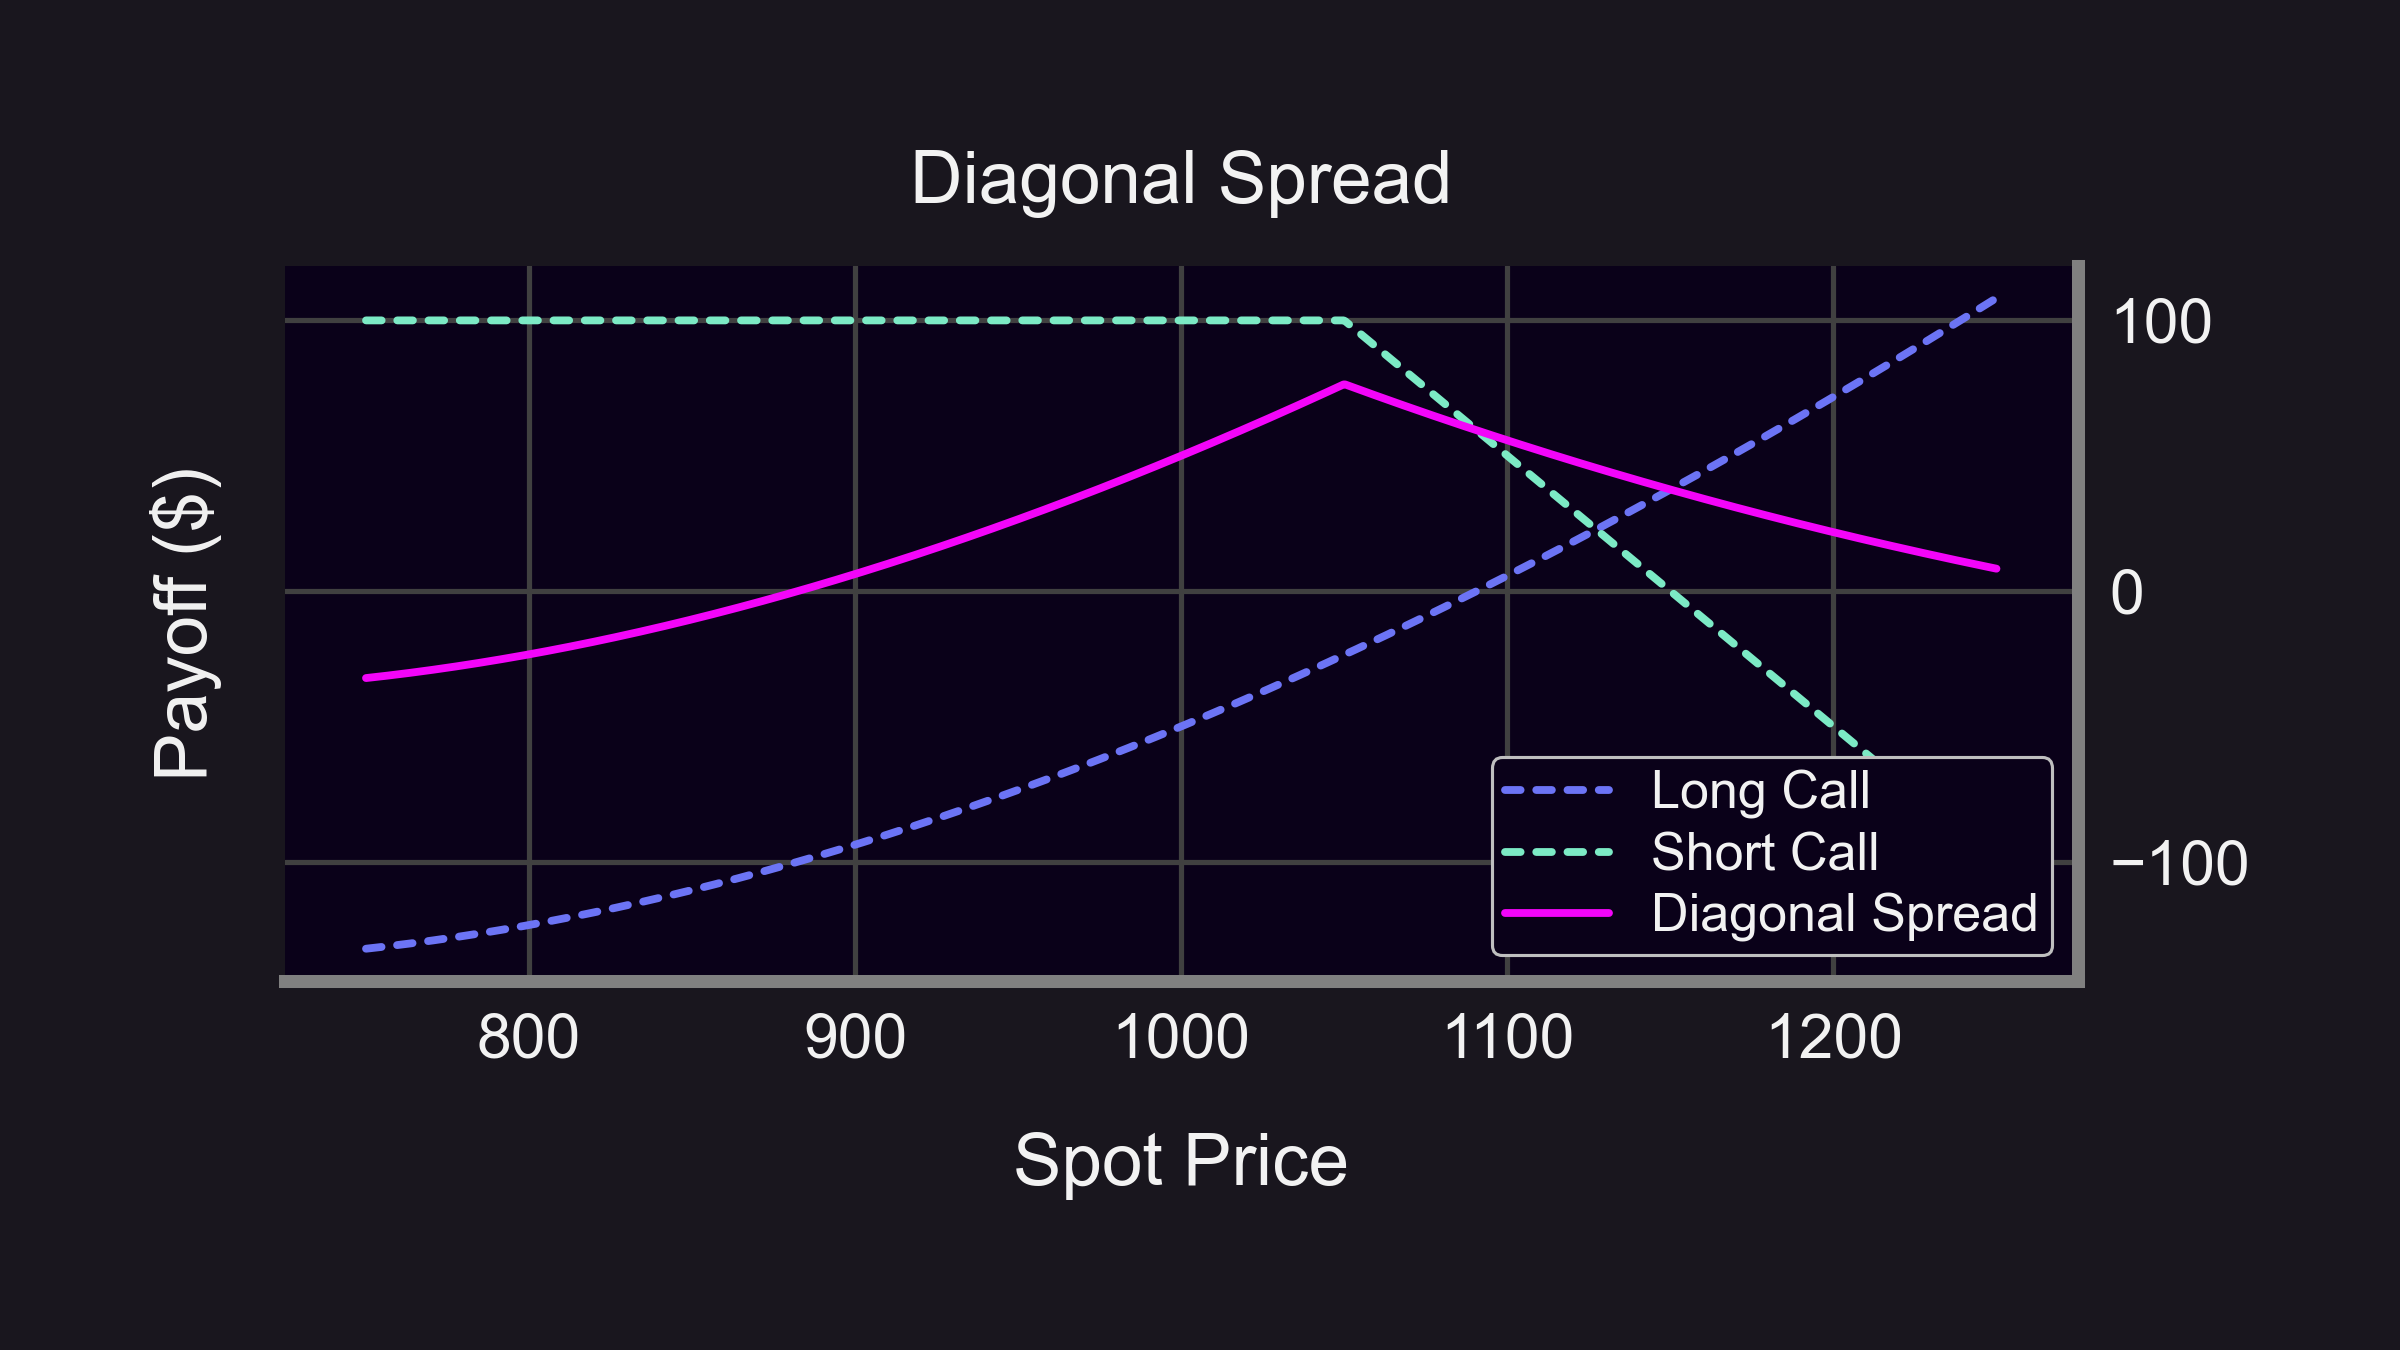 Diagonal Spread
Payoff ($)
100
0
−100
Long Call
Short Call
Diagonal Spread
800
900
1000
1100
1200
Spot Price